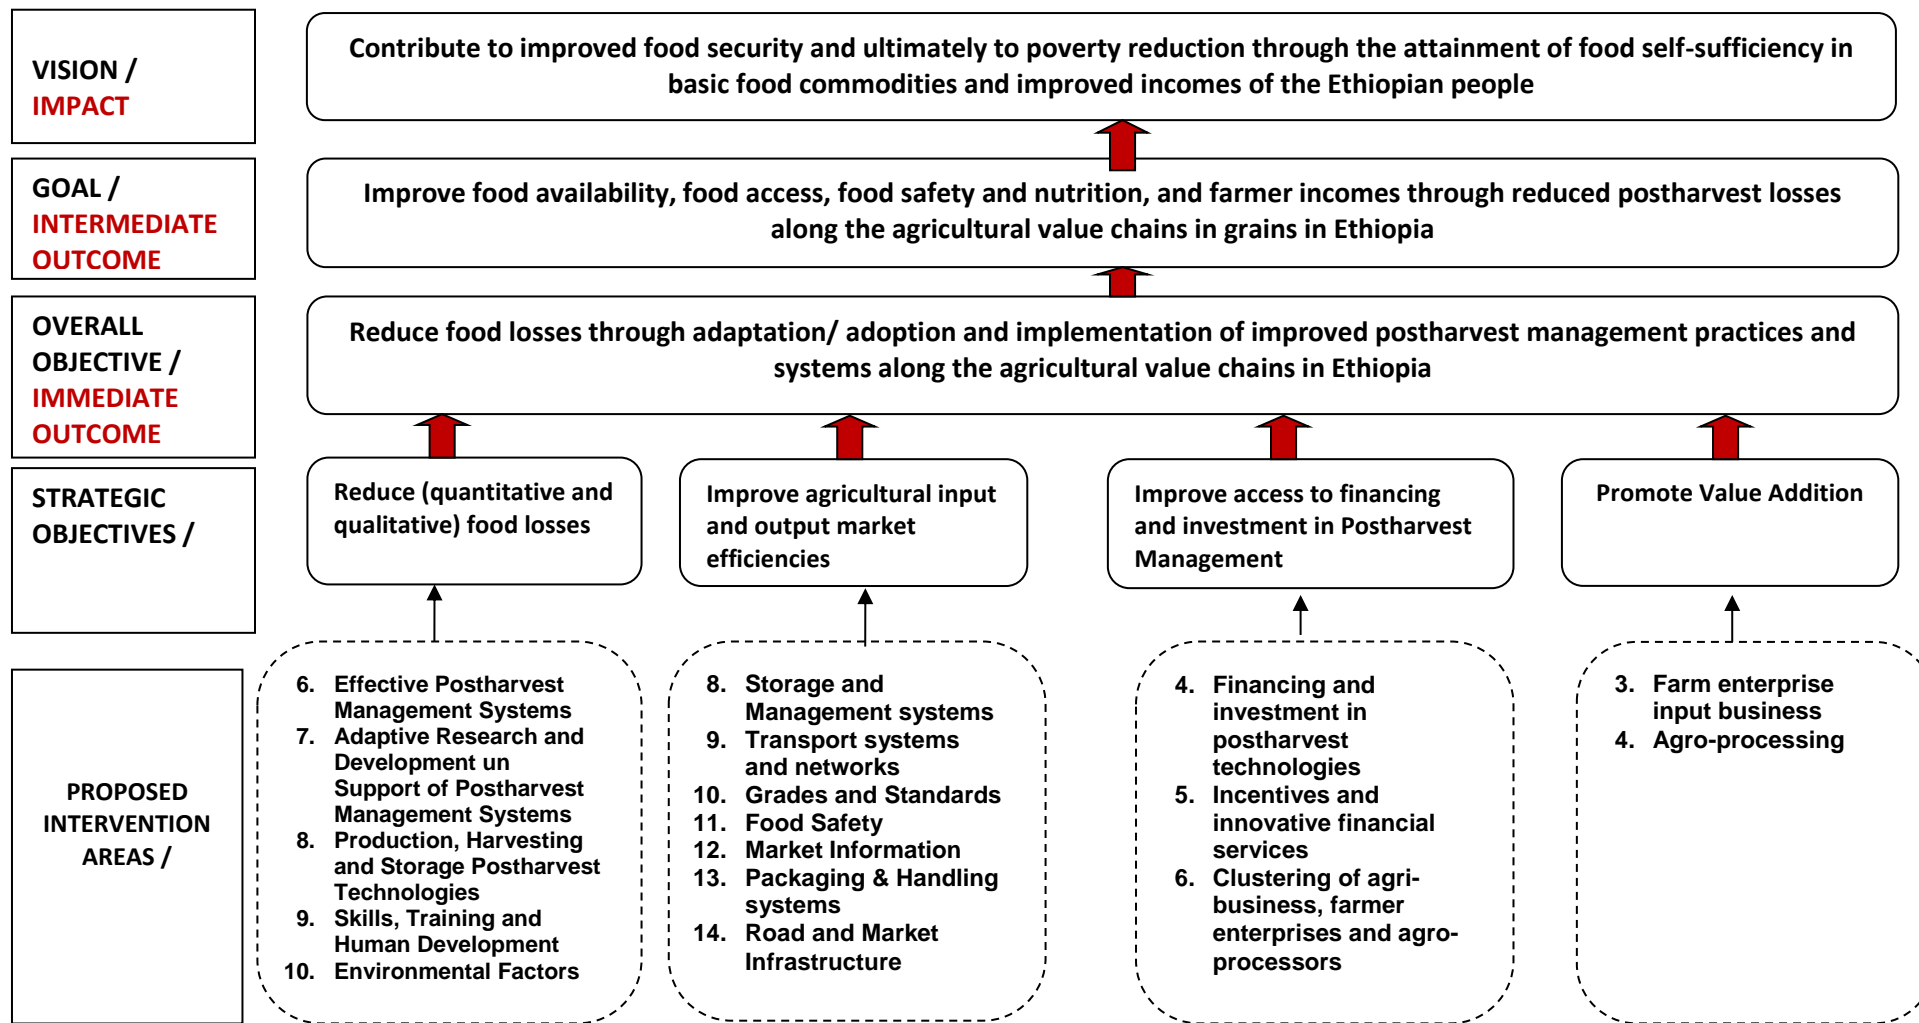 VISION /
IMPACT
Contribute to improved food security and ultimately to poverty reduction through the attainment of food self-sufficiency in
basic food commodities and improved incomes of the Ethiopian people
GOAL /
INTERMEDIATE
OUTCOME
Improve food availability, food access, food safety and nutrition, and farmer incomes through reduced postharvest losses
along the agricultural value chains in grains in Ethiopia
OVERALL
OBJECTIVE /
IMMEDIATE
OUTCOME
Reduce food losses through adaptation/ adoption and implementation of improved postharvest management practices and
systems along the agricultural value chains in Ethiopia
STRATEGIC
OBJECTIVES /
Reduce (quantitative and
qualitative) food losses
Improve agricultural input
and output market
efficiencies
Improve access to financing
and investment in Postharvest
Management
Promote Value Addition
PROPOSED
INTERVENTION
AREAS /
6. Effective Postharvest
Management Systems
7. Adaptive Research and
Development un
Support of Postharvest
Management Systems
8. Production, Harvesting
and Storage Postharvest
Technologies
9. Skills, Training and
Human Development
10. Environmental Factors
8. Storage and
Management systems
9. Transport systems
and networks
10. Grades and Standards
11. Food Safety
12. Market Information
13. Packaging & Handling
systems
14. Road and Market
Infrastructure
4. Financing and
investment in
postharvest
technologies
5. Incentives and
innovative financial
services
6. Clustering of agri-
business, farmer
enterprises and agro-
processors
3. Farm enterprise
input business
4. Agro-processing